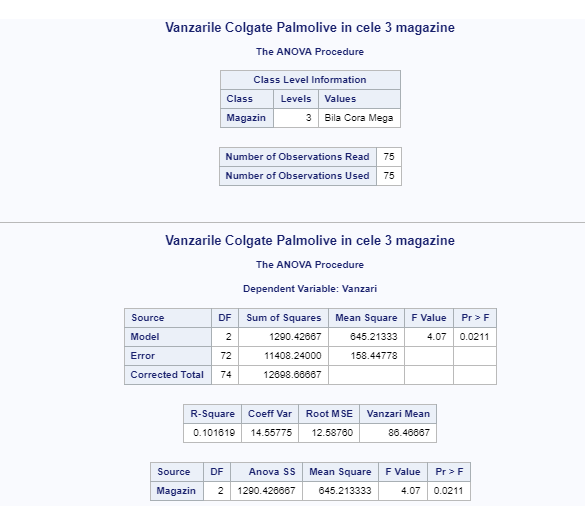 Vanzarile Colgate Palmolive in cele 3 magazine
The ANOVA Procedure
Class Level Information
Class Levels Values
Magazin 3 Bila Cora Mega
Number of Observations Read 75
Number of Observations Used 75
Vanzarile Colgate Palmolive in cele 3 magazine
The ANOVA Procedure
Dependent Variable: Vanzari
Source DF Sum of Squares Mean Square F Value Pr > F
Model 2 1290.42667 645.21333 4.07 0.0211
Error 72 11408.24000 158.44778
Corrected Total 74 12698.66667
R-Square Coeff Var Root MSE Vanzari Mean
0.101619 14.55775 12.58760 86.46667
Source DF Anova SS Mean Square F Value Pr > F
Magazin 2 1290.426667 645.213333 4.07 0.0211